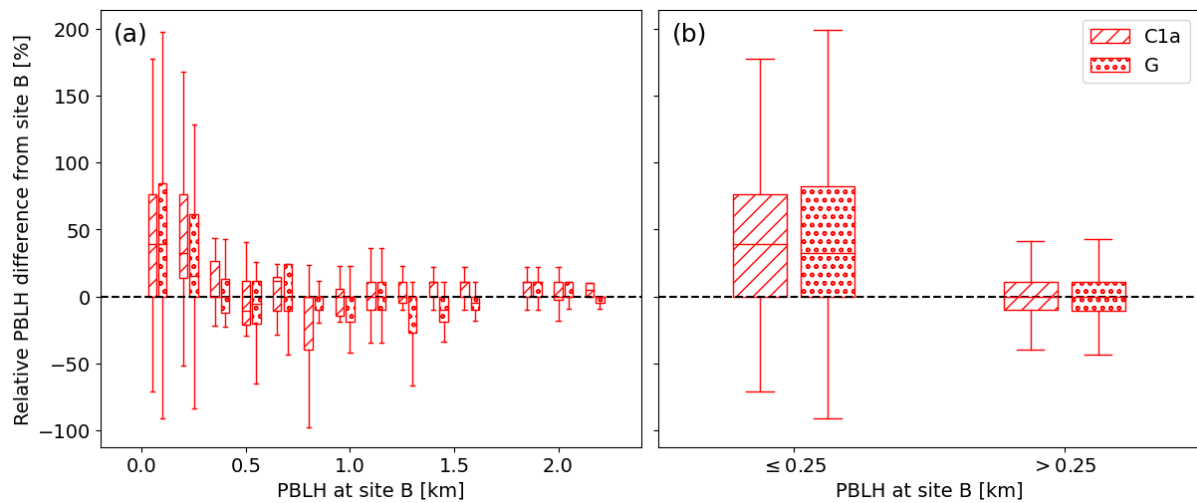 (a)
(b)
C1a
G
Relative PBLH difference from site B [%]
200
150
100
50
0
−50
−100
0.0 0.5 1.0 1.5 2.0
≤0.25 >0.25
PBLH at site B [km]
PBLH at site B [km]